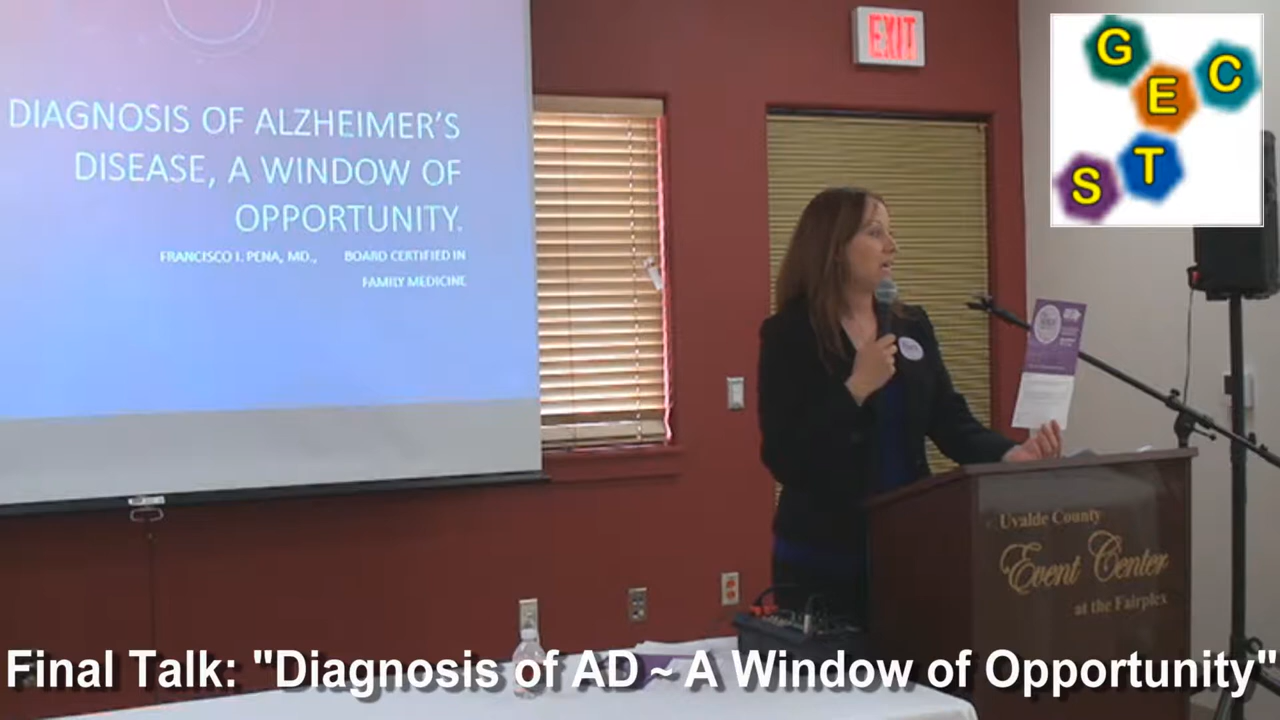 DIAGNOSIS OF ALZHEIMER'S
DISEASE, A WINDOW OF
OPPORTUNITY.
FRANCISCO I. PENA, MD., BOARD CERTIFIED IN
FAMILY MEDICINE
EXIT
G
E
C
S
T
Uvalde County
Event Center
at the Fairplex
Final Talk: "Diagnosis of AD ~ A Window of Opportunity"